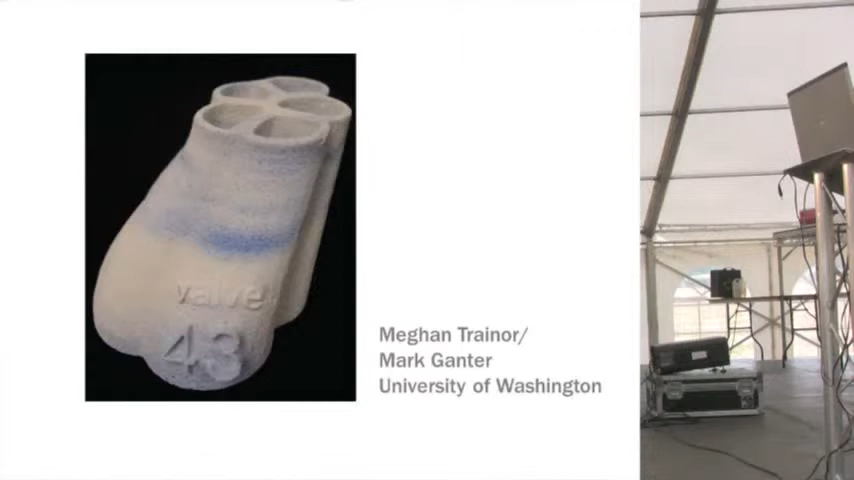 valve
43
Meghan Trainor/
Mark Ganter
University of Washington